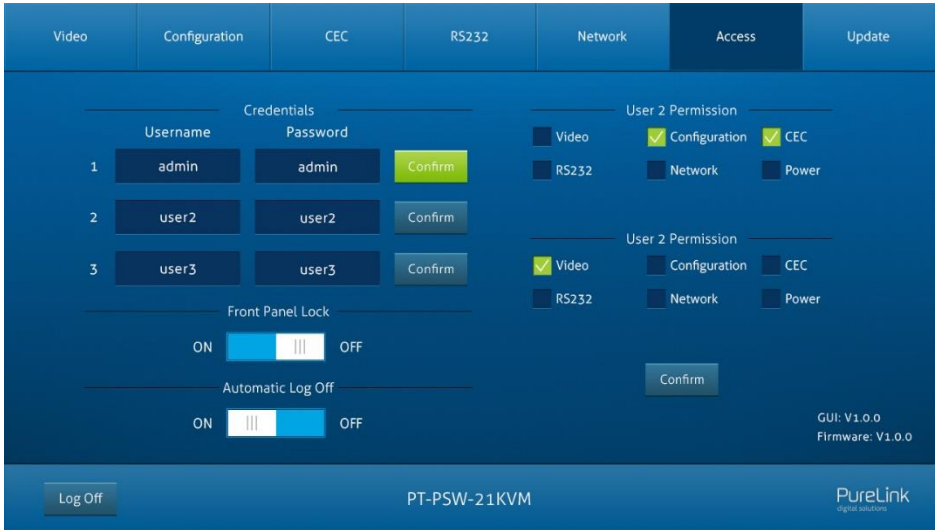 Video Configuration CEC RS232 Network Access Update
Credentials
Username Password
1 admin admin Confirm
2 user2 user2 Confirm
3 user3 user3 Confirm
Front Panel Lock
ON OFF
Automatic Log Off
ON OFF
User 2 Permission
Video Configuration CEC
RS232 Network Power
User 2 Permission
Video Configuration CEC
RS232 Network Power
Confirm
GUI: V1.0.0
Firmware: V1.0.0
Log Off PT-PSW-21KVM PureLink
digital solutions